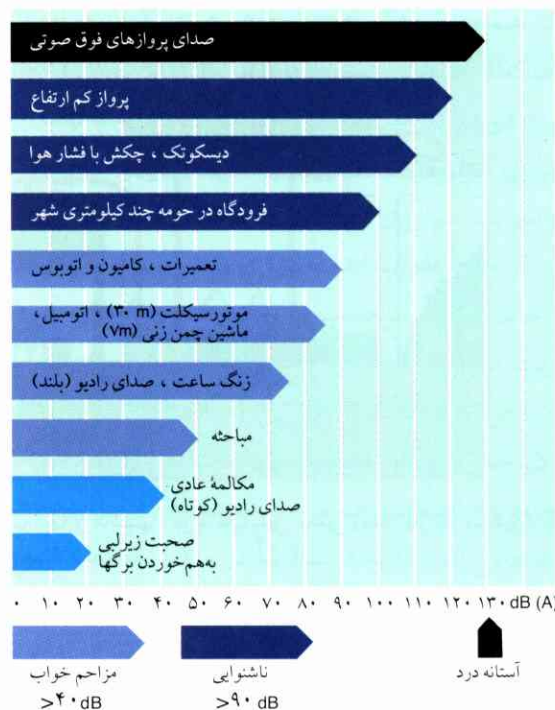 صدای پروازهای فوق صوتی
پرواز کم ارتفاع
دیسکوتک ، چکش با فشار هوا
فرودگاه در حومه چند کیلومتری شهر
تعمیرات ، کامیون و اتوبوس
موتورسیکلت (۳۰ m) ، اتومبیل،
ماشین چمن زنی (۷m)
زنگ ساعت ، صدای رادیو (بلند)
مباحثه
مکالمهٔ عادی
صدای رادیو (کوتاه)
صحبت زیرلبی
به‌هم‌خوردن برگها
۰ ۱۰ ۲۰ ۳۰ ۴۰ ۵۰ ۶۰ ۷۰ ۸۰ ۹۰ ۱۰۰ ۱۱۰ ۱۲۰ ۱۳۰ dB (A)
آستانه درد
ناشنوایی
>۹۰ dB
مزاحم خواب
>۴۰ dB